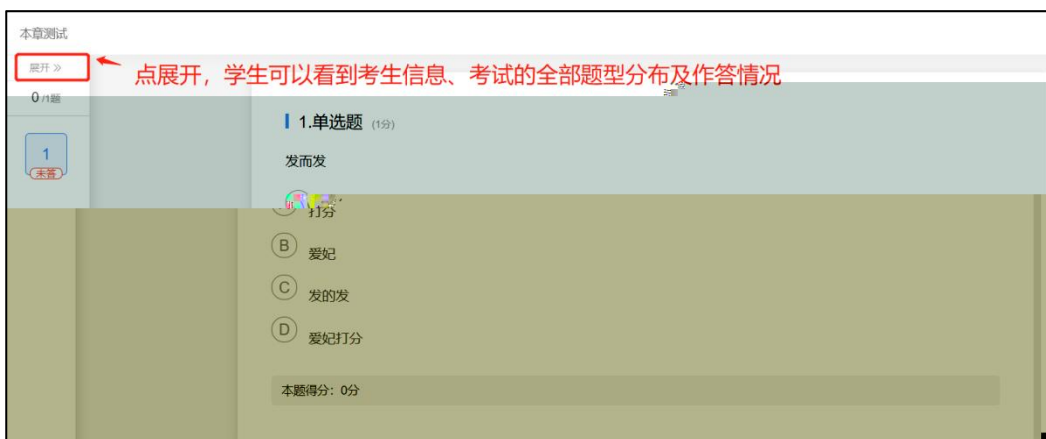 本章测试
展开 »
点展开，学生可以看到考生信息、考试的全部题型分布及作答情况
0 /1题
1
未答
1.单选题 (1分)
发而发
打分
B 爱妃
C 发的发
D 爱妃打分
本题得分：0分